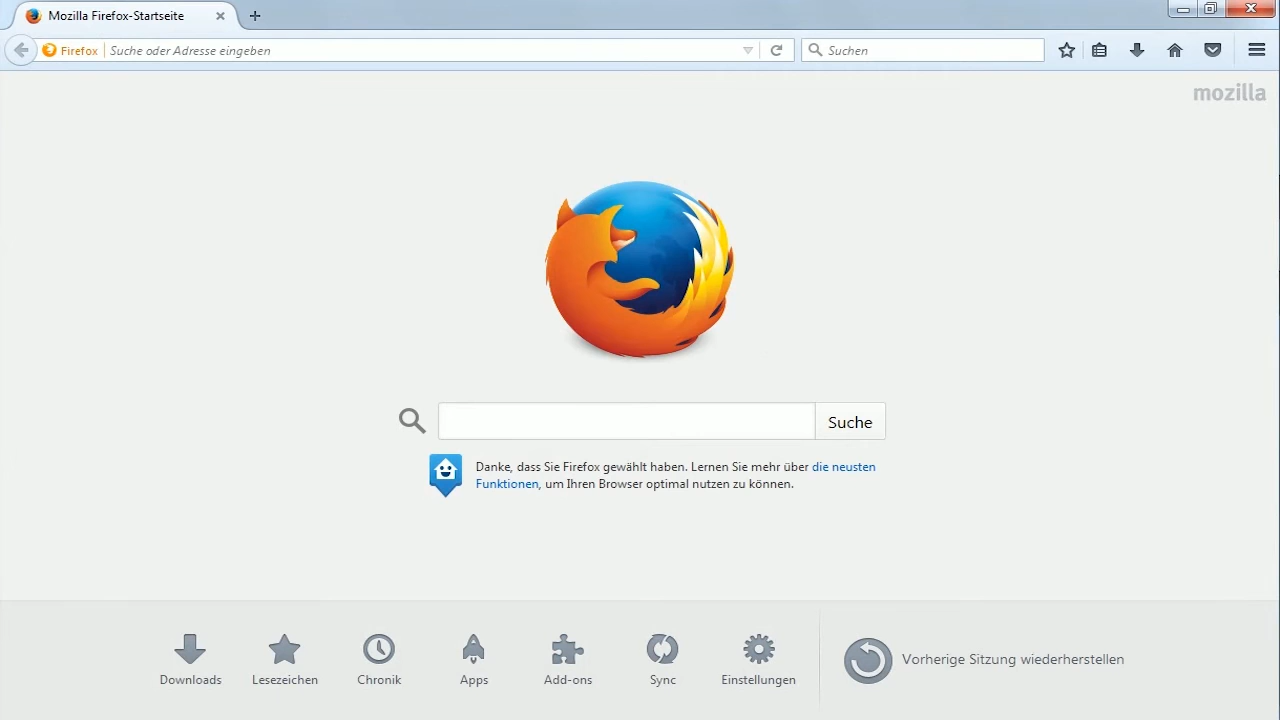 Mozilla Firefox-Startseite
Firefox Suche oder Adresse eingeben Suchen
mozilla
Suche
Danke, dass Sie Firefox gewählt haben. Lernen Sie mehr über die neusten
Funktionen, um Ihren Browser optimal nutzen zu können.
Downloads Lesezeichen Chronik Apps Add-ons Sync Einstellungen Vorherige Sitzung wiederherstellen